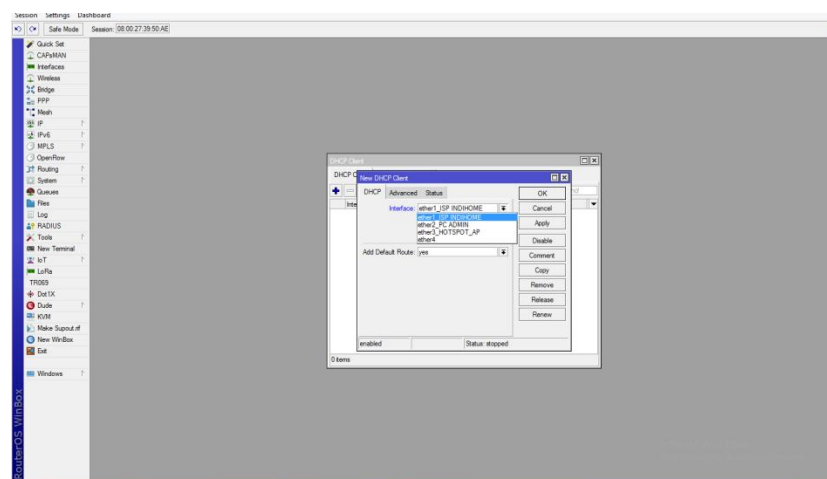 Session Settings Dashboard
Safe Mode Session: 08:00:27:39:50:AE
Quick Set
CAPsMAN
Interfaces
Wireless
Bridge
PPP
Mesh
IP
IPv6
MPLS
OpenFlow
Routing
System
Queues
Files
Log
RADIUS
Tools
New Terminal
IoT
LoRa
TR069
Dot1X
Dude
KVM
Make Supout.rif
New WinBox
Exit
Windows
RouterOS WinBox
DHCP Client
DHCP C
Inte
New DHCP Client
DHCP Advanced Status
Interface: ether1_ISP INDIHOME
ether1_ISP INDIHOME
ether2_PC ADMIN
ether3_HOTSPOT_AP
ether4
Add Default Route: yes
OK
Cancel
Apply
Disable
Comment
Copy
Remove
Release
Renew
enabled Status: stopped
0 items